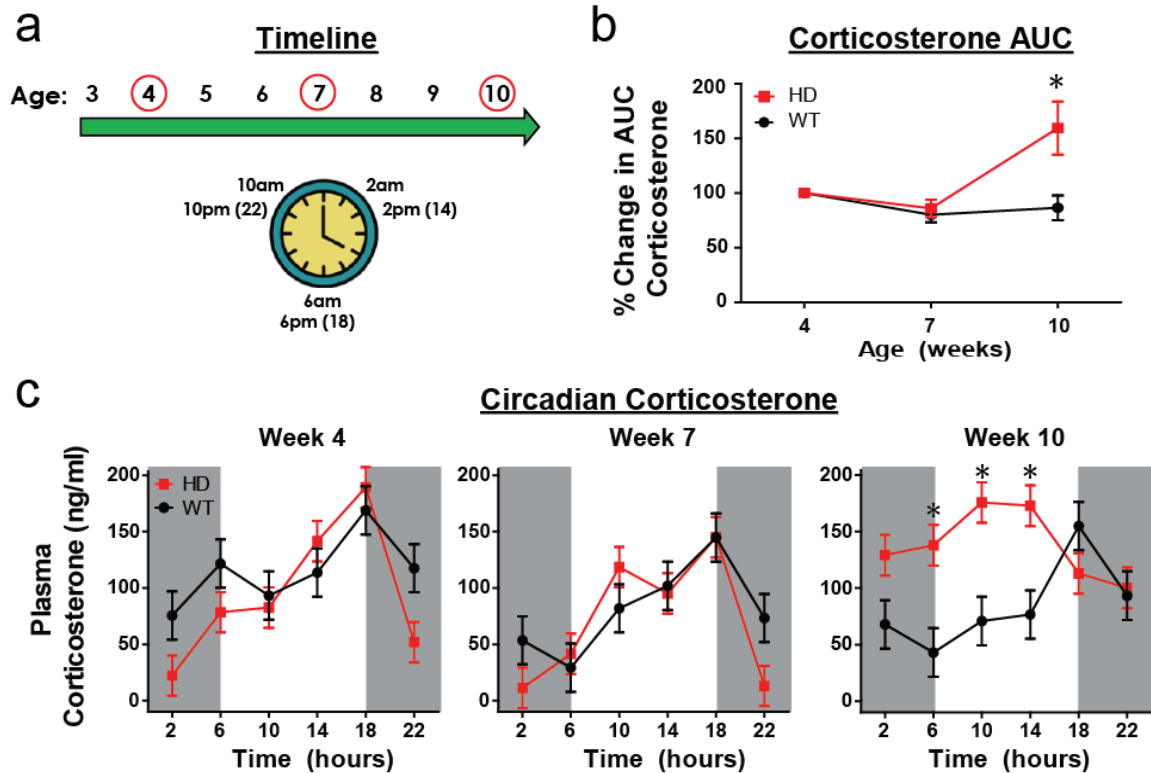 a
Timeline
Age: 3 4 5 6 7 8 9 10
10am
10pm (22)
2am
2pm (14)
6am
6pm (18)
b
Corticosterone AUC
% Change in AUC
Corticosterone
200
150
100
50
0
HD
WT
*
4 7 10
Age (weeks)
c
Circadian Corticosterone
Week 4
Week 7
Week 10
Plasma
Corticosterone (ng/ml)
200
150
100
50
0
HD
WT
2 6 10 14 18 22
Time (hours)
200
150
100
50
0
2 6 10 14 18 22
Time (hours)
200
150
100
50
0
* * *
2 6 10 14 18 22
Time (hours)